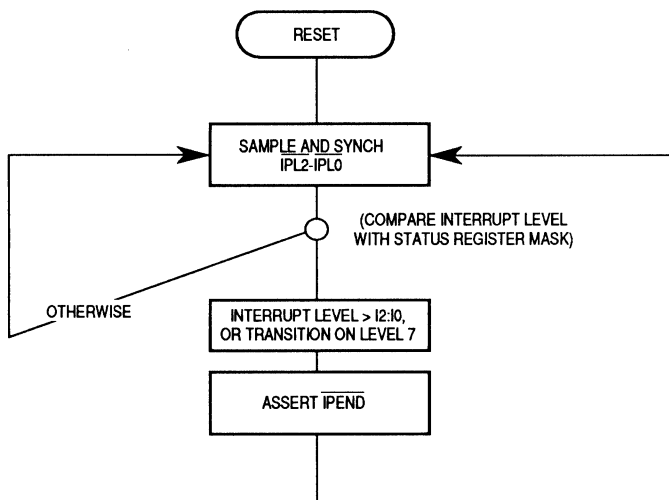 RESET
SAMPLE AND SYNCH
IPL2-IPL0
(COMPARE INTERRUPT LEVEL
WITH STATUS REGISTER MASK)
OTHERWISE
INTERRUPT LEVEL > I2:I0,
OR TRANSITION ON LEVEL 7
ASSERT IPEND